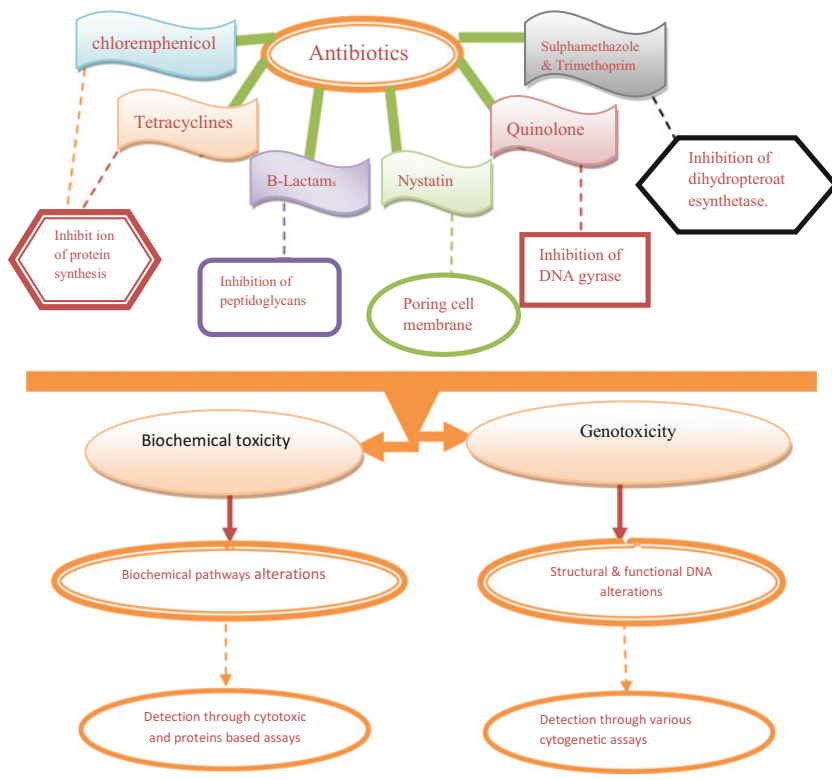 chloremphenicol
Antibiotics
Sulphamethazole
& Trimethoprim
Tetracyclines
Quinolone
B-Lactams
Nystatin
Inhibition of
dihydropteroat
esynthetase.
Inhibit ion
of protein
synthesis
Inhibition of
peptidoglycans
Poring cell
membrane
Inhibition of
DNA gyrase
Biochemical toxicity
Genotoxicity
Biochemical pathways alterations
Structural & functional DNA
alterations
Detection through cytotoxic
and proteins based assays
Detection through various
cytogenetic assays